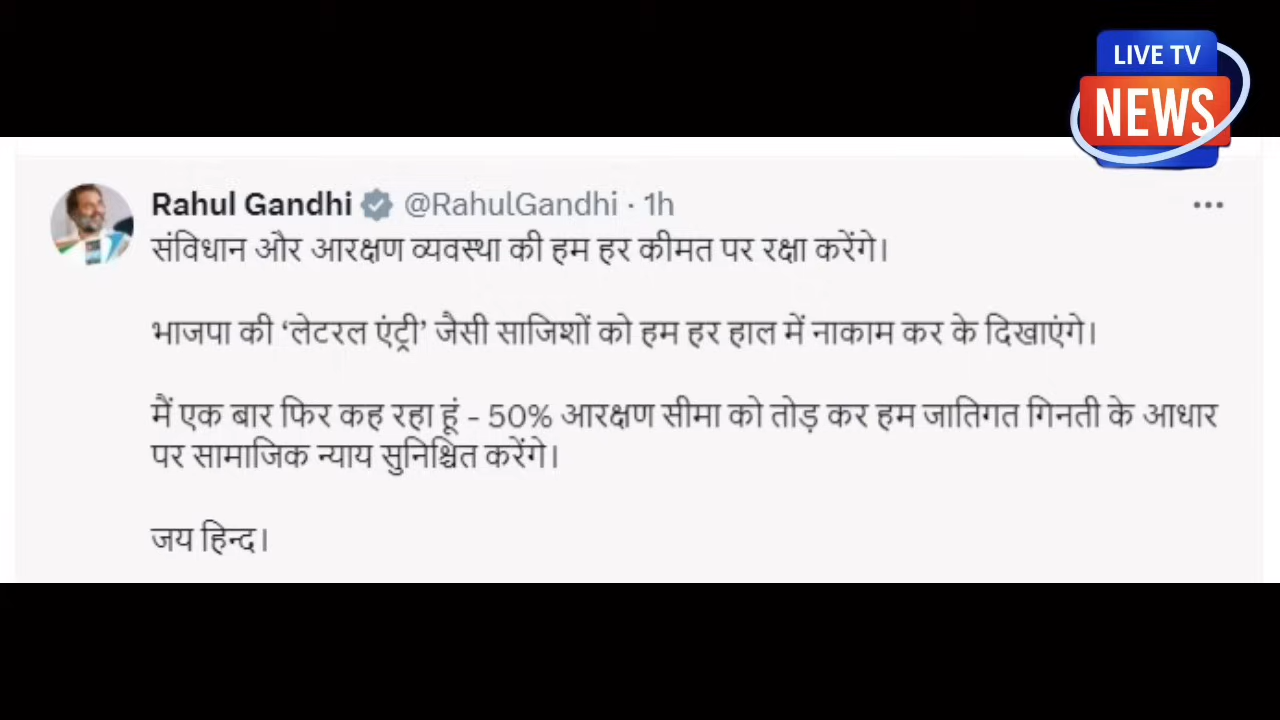 LIVE TV
NEWS
Rahul Gandhi @RahulGandhi · 1h
संविधान और आरक्षण व्यवस्था की हम हर कीमत पर रक्षा करेंगे।
भाजपा की ‘लेटरल एंट्री’ जैसी साजिशों को हम हर हाल में नाकाम कर के दिखाएंगे।
मैं एक बार फिर कह रहा हूं - 50% आरक्षण सीमा को तोड़ कर हम जातिगत गिनती के आधार
पर सामाजिक न्याय सुनिश्चित करेंगे।
जय हिन्द।